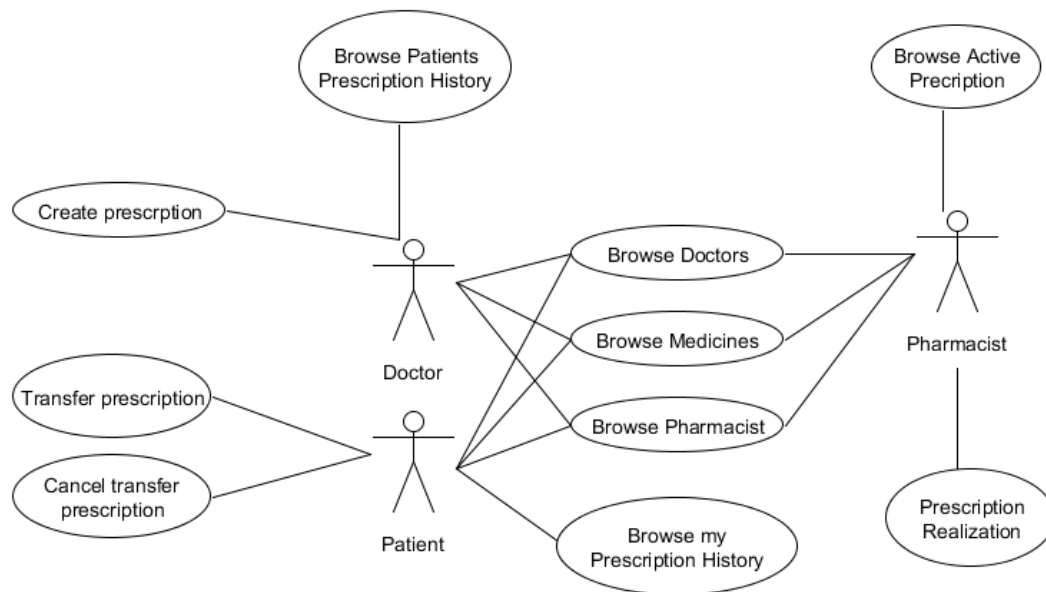 Browse Patients
Prescription History
Browse Active
Precription
Create prescrption
Browse Doctors
Browse Medicines
Pharmacist
Doctor
Transfer prescription
Browse Pharmacist
Cancel transfer
prescription
Patient
Browse my
Prescription History
Prescription
Realization